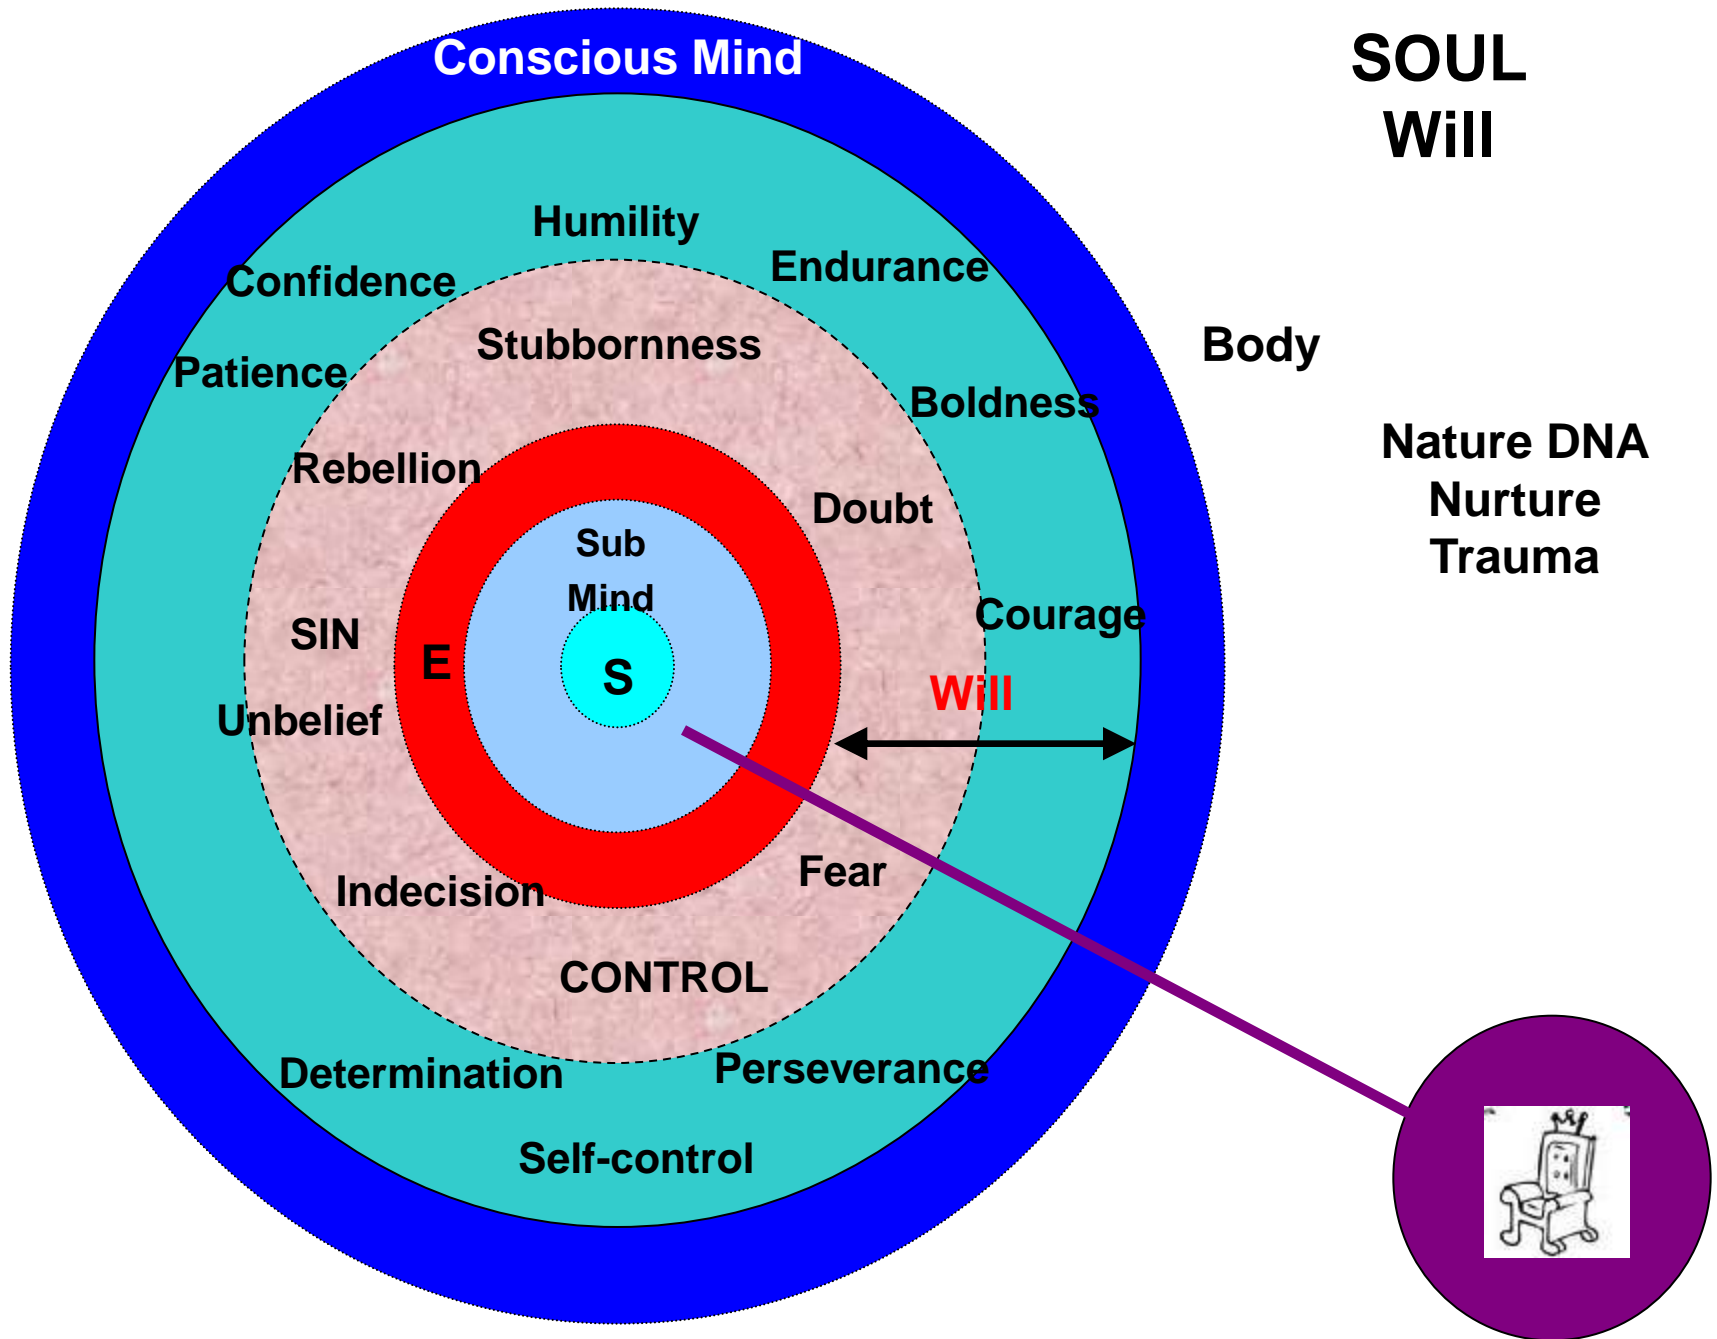 Conscious Mind
SOUL
Will
Humility
Confidence
Endurance
Stubbornness
Body
Patience
Boldness
Nature DNA
Nurture
Trauma
Rebellion
Doubt
Sub
Mind
Courage
SIN
E
S
Will
Unbelief
Fear
Indecision
CONTROL
Determination
Perseverance
Self-control